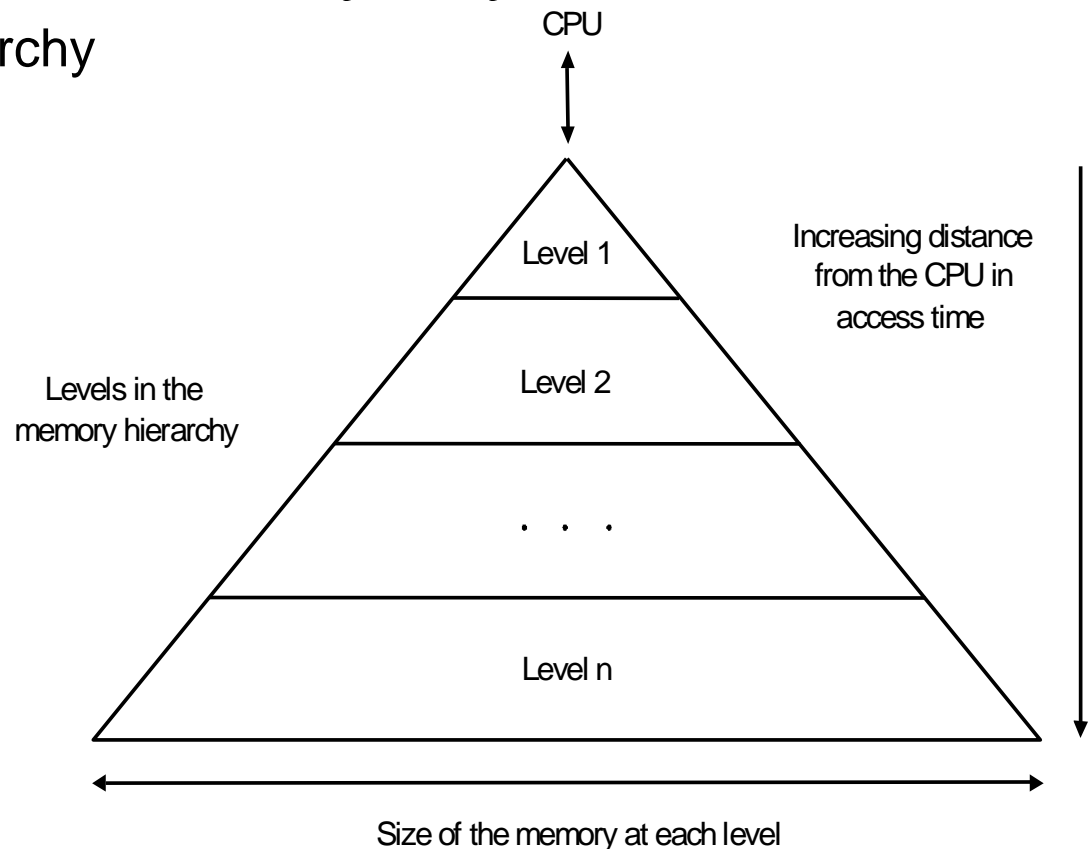 CPU
rchy
Level 1
Increasing distance
from the CPU in
access time
Level 2
Levels in the
memory hierarchy
. . .
Level n
Size of the memory at each level